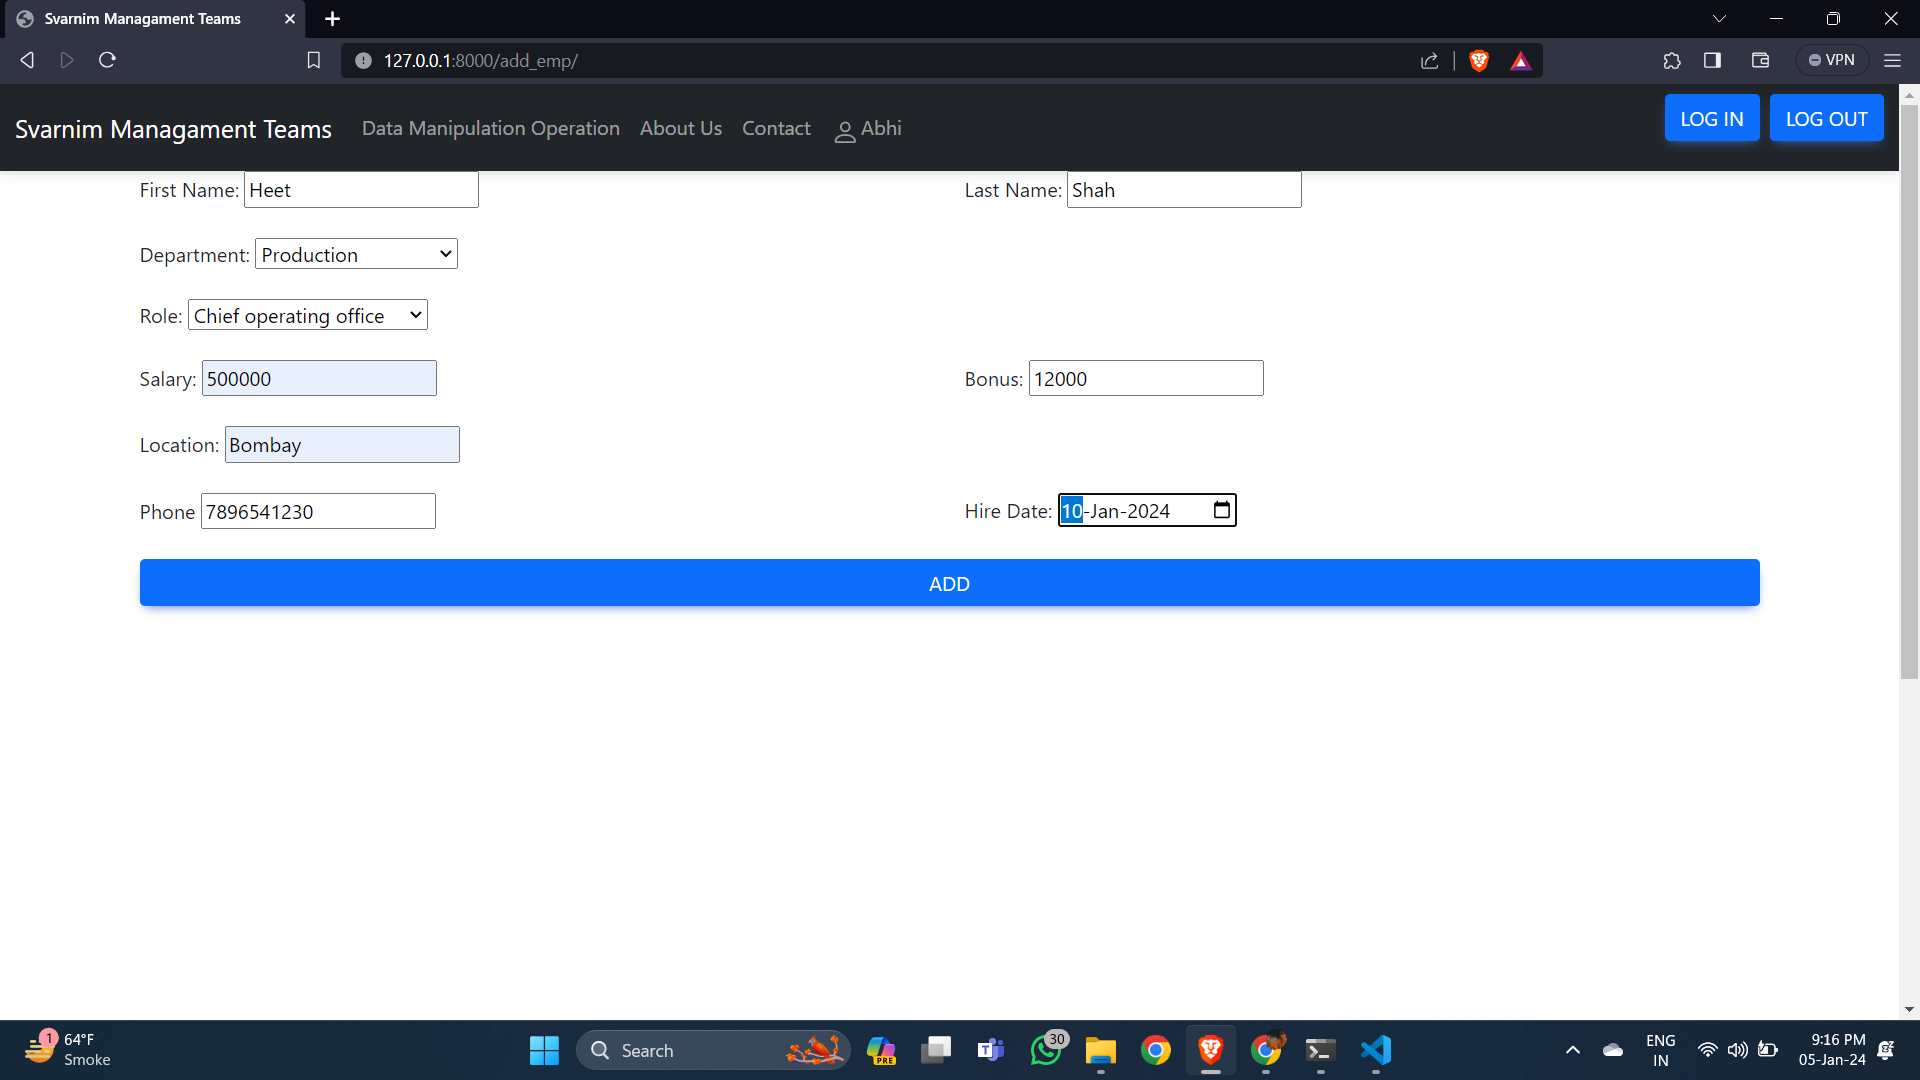 Svarnim Managament Teams
127.0.0.1:8000/add_emp/
VPN
Svarnim Managament Teams Data Manipulation Operation About Us Contact Abhi LOG IN LOG OUT
First Name: Heet Last Name: Shah
Department: Production
Role: Chief operating office
Salary: 500000 Bonus: 12000
Location: Bombay
Phone 7896541230 Hire Date: 10-Jan-2024
ADD
1 64°F
Smoke
Search
PRE
30
ENG
IN
9:16 PM
05-Jan-24